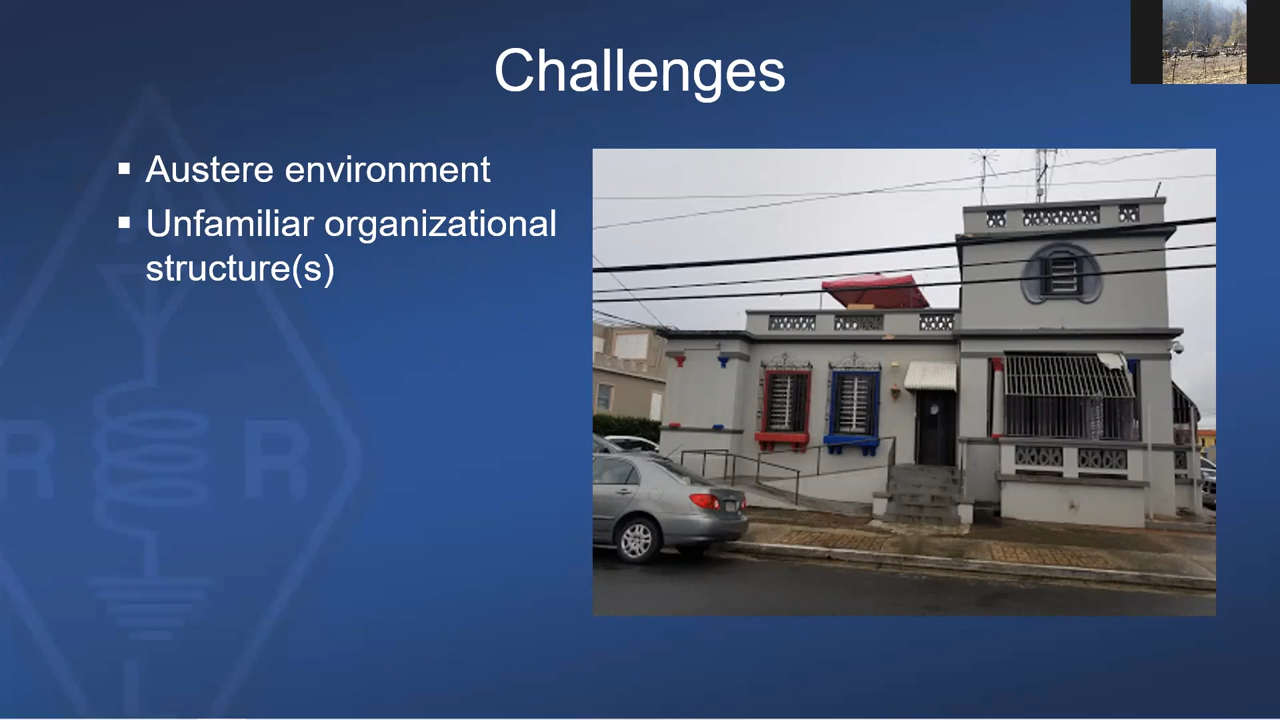 Challenges
▪ Austere environment
▪ Unfamiliar organizational
structure(s)
R R